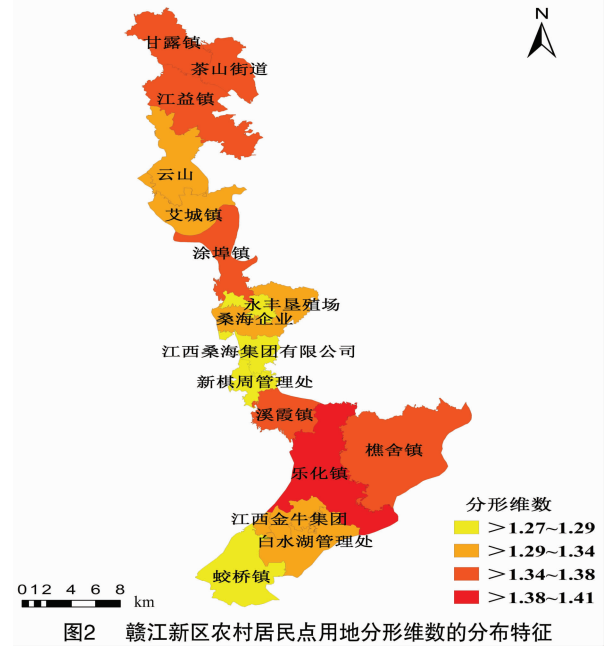 N
甘露镇
茶山街道
江益镇
云山
艾城镇
涂埠镇
永丰垦殖场
桑海企业
江西桑海集团有限公司
新棋周管理处
溪霞镇
樵舍镇
乐化镇
江西金牛集团
白水湖管理处
蛟桥镇
分形维数
＞1.27~1.29
＞1.29~1.34
＞1.34~1.38
＞1.38~1.41
0 1 2 4 6 8
km
图2 赣江新区农村居民点用地分形维数的分布特征